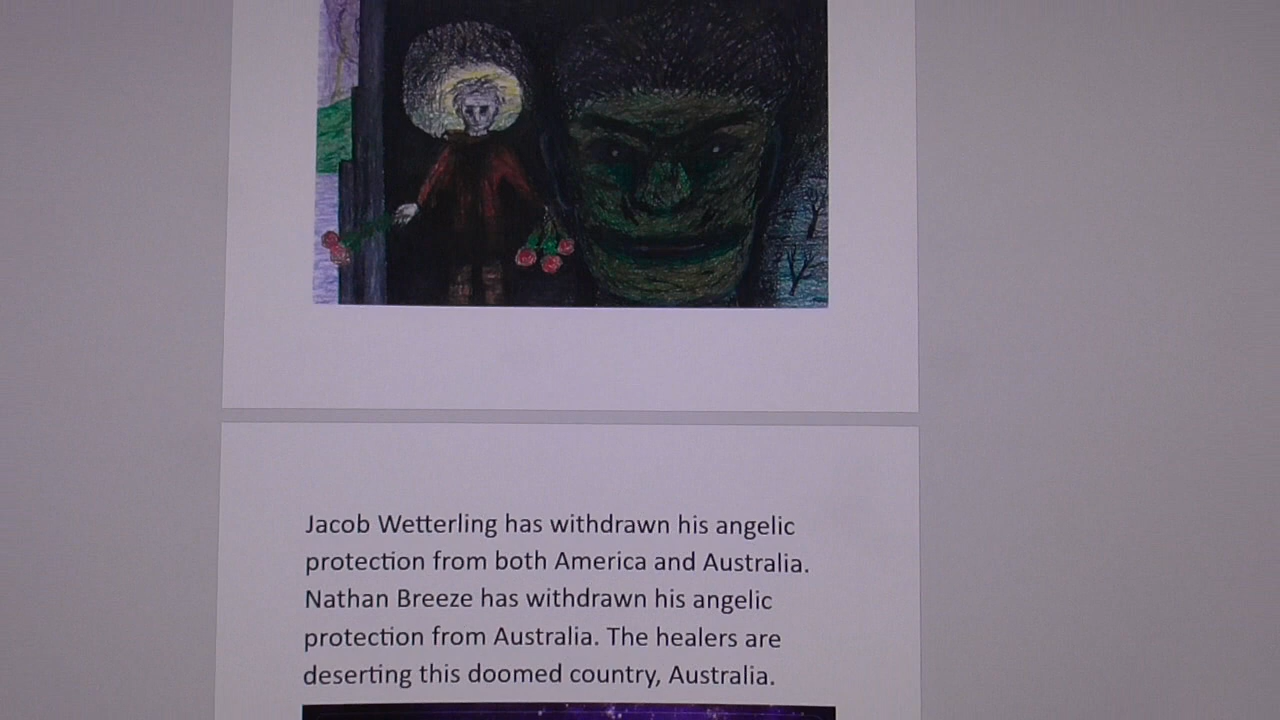 Jacob Wetterling has withdrawn his angelic
protection from both America and Australia.
Nathan Breeze has withdrawn his angelic
protection from Australia. The healers are
deserting this doomed country, Australia.